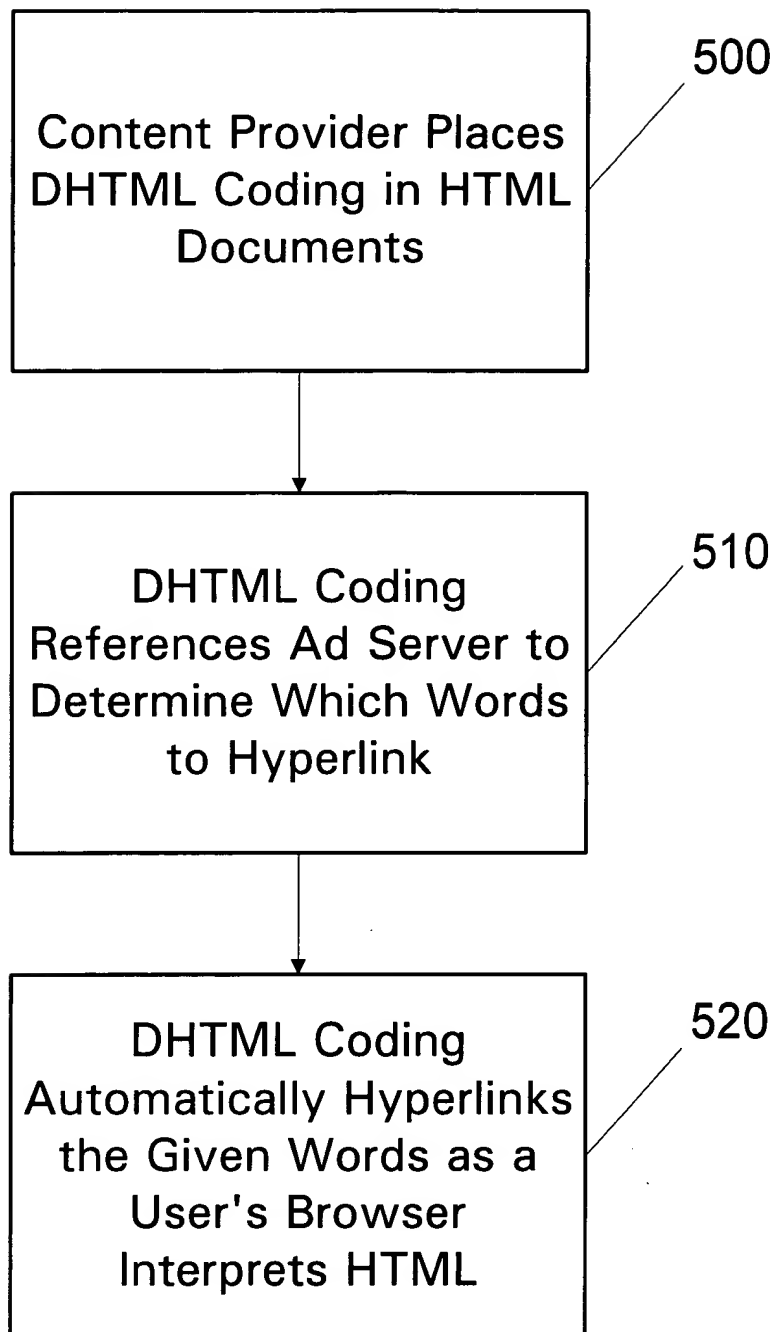 500
Content Provider Places
DHTML Coding in HTML
Documents
510
DHTML Coding
References Ad Server to
Determine Which Words
to Hyperlink
520
DHTML Coding
Automatically Hyperlinks
the Given Words as a
User's Browser
Interprets HTML